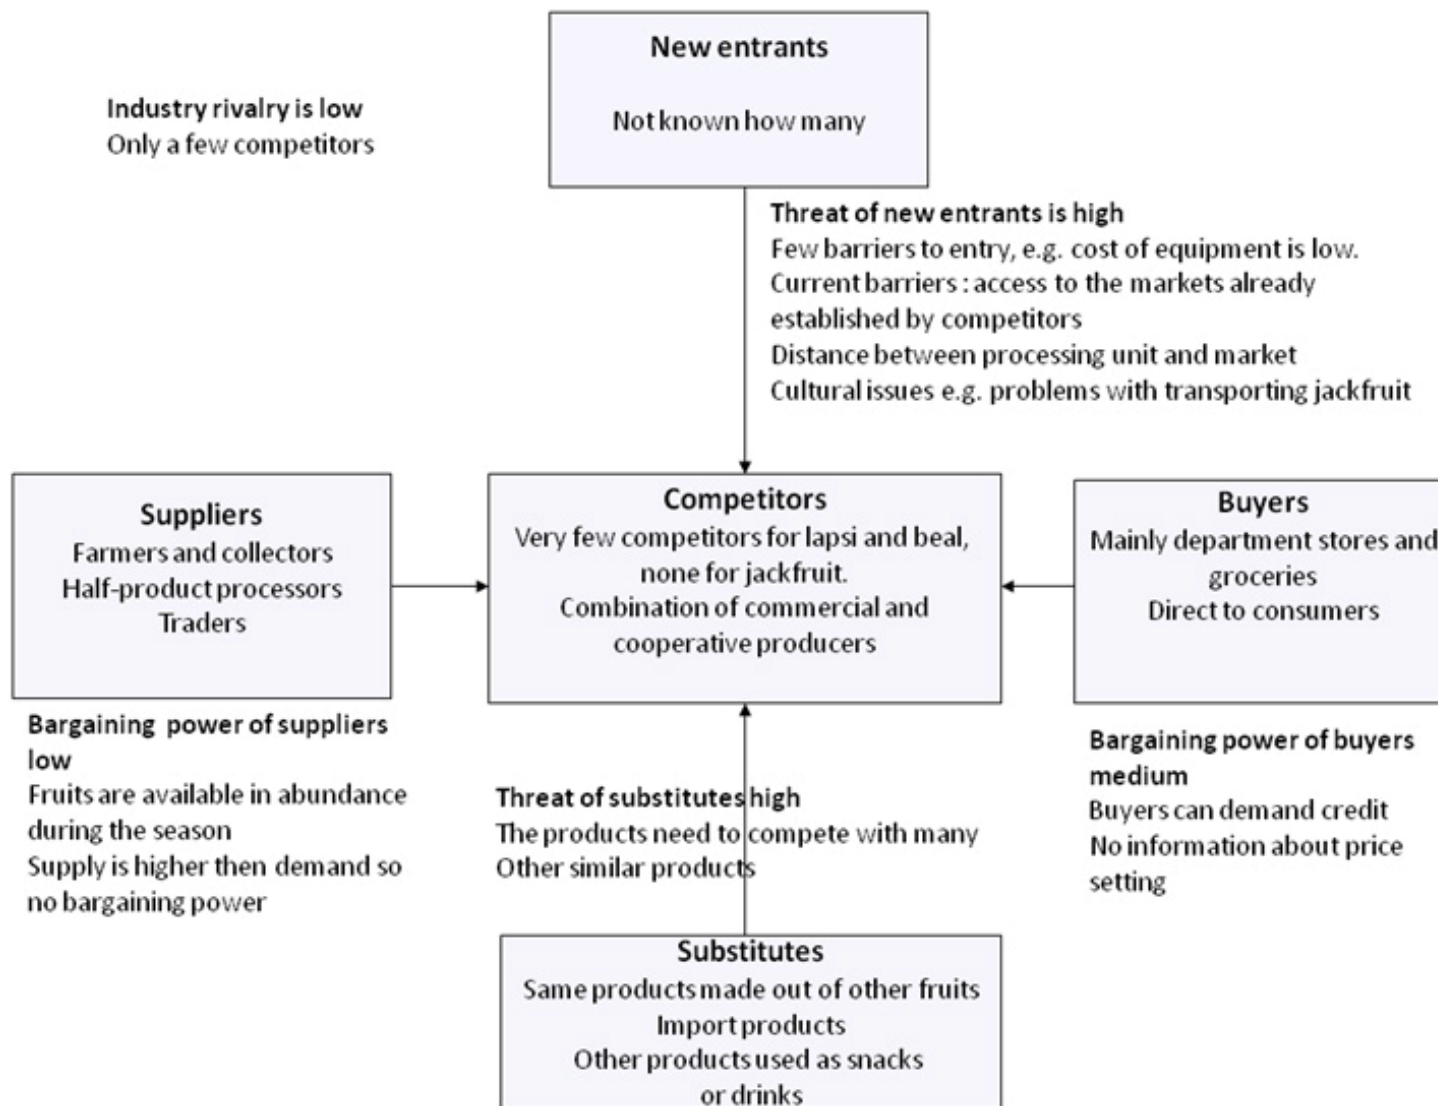 New entrants
Not known how many
Industry rivalry is low
Only a few competitors
Threat of new entrants is high
Few barriers to entry, e.g. cost of equipment is low.
Current barriers : access to the markets already
established by competitors
Distance between processing unit and market
Cultural issues e.g. problems with transporting jackfruit
Suppliers
Farmers and collectors
Half-product processors
Traders
Competitors
Very few competitors for lapsi and beal,
none for jackfruit.
Combination of commercial and
cooperative producers
Buyers
Mainly department stores and
groceries
Direct to consumers
Bargaining power of suppliers
low
Fruits are available in abundance
during the season
Supply is higher then demand so
no bargaining power
Threat of substitutes high
The products need to compete with many
Other similar products
Bargaining power of buyers
medium
Buyers can demand credit
No information about price
setting
Substitutes
Same products made out of other fruits
Import products
Other products used as snacks
or drinks